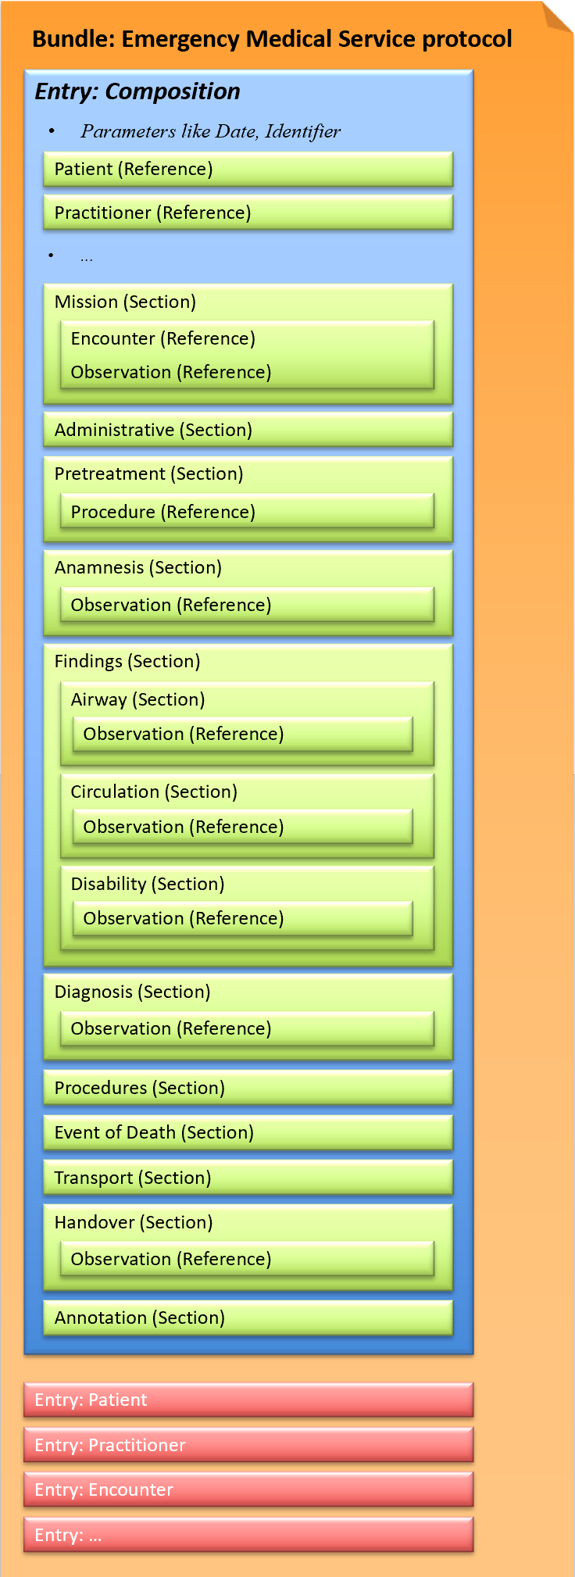 Bundle: Emergency Medical Service protocol
Entry: Composition
• Parameters like Date, Identifier
Patient (Reference)
Practitioner (Reference)
• ...
Mission (Section)
Encounter (Reference)
Observation (Reference)
Administrative (Section)
Pretreatment (Section)
Procedure (Reference)
Anamnesis (Section)
Observation (Reference)
Findings (Section)
Airway (Section)
Observation (Reference)
Circulation (Section)
Observation (Reference)
Disability (Section)
Observation (Reference)
Diagnosis (Section)
Observation (Reference)
Procedures (Section)
Event of Death (Section)
Transport (Section)
Handover (Section)
Observation (Reference)
Annotation (Section)
Entry: Patient
Entry: Practitioner
Entry: Encounter
Entry: ...